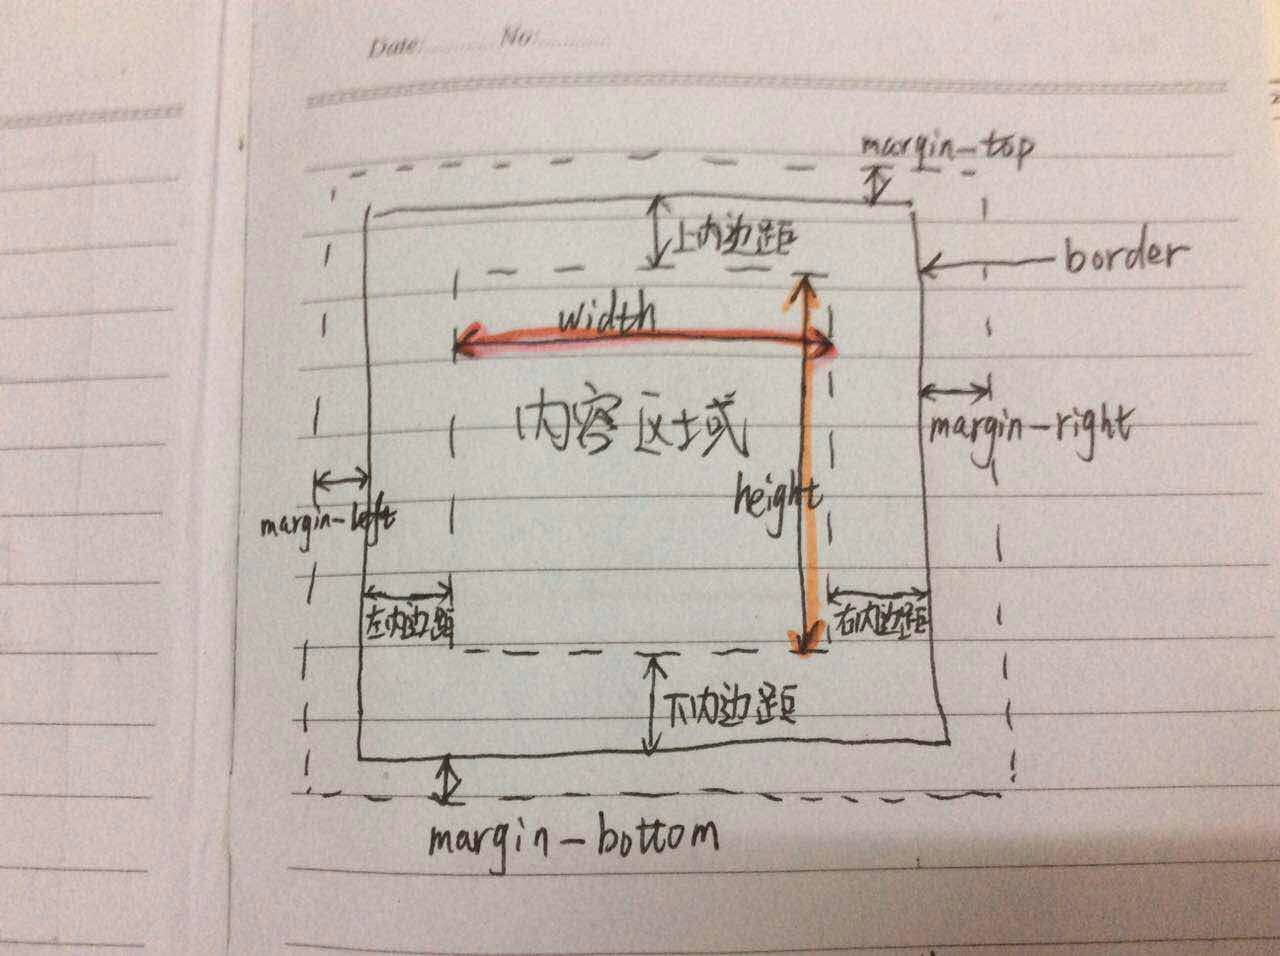 Date: No:
margin-top
上内边距
border
width
内容区域
margin-right
height
margin-left
左内边距
右内边距
下内边距
margin-bottom